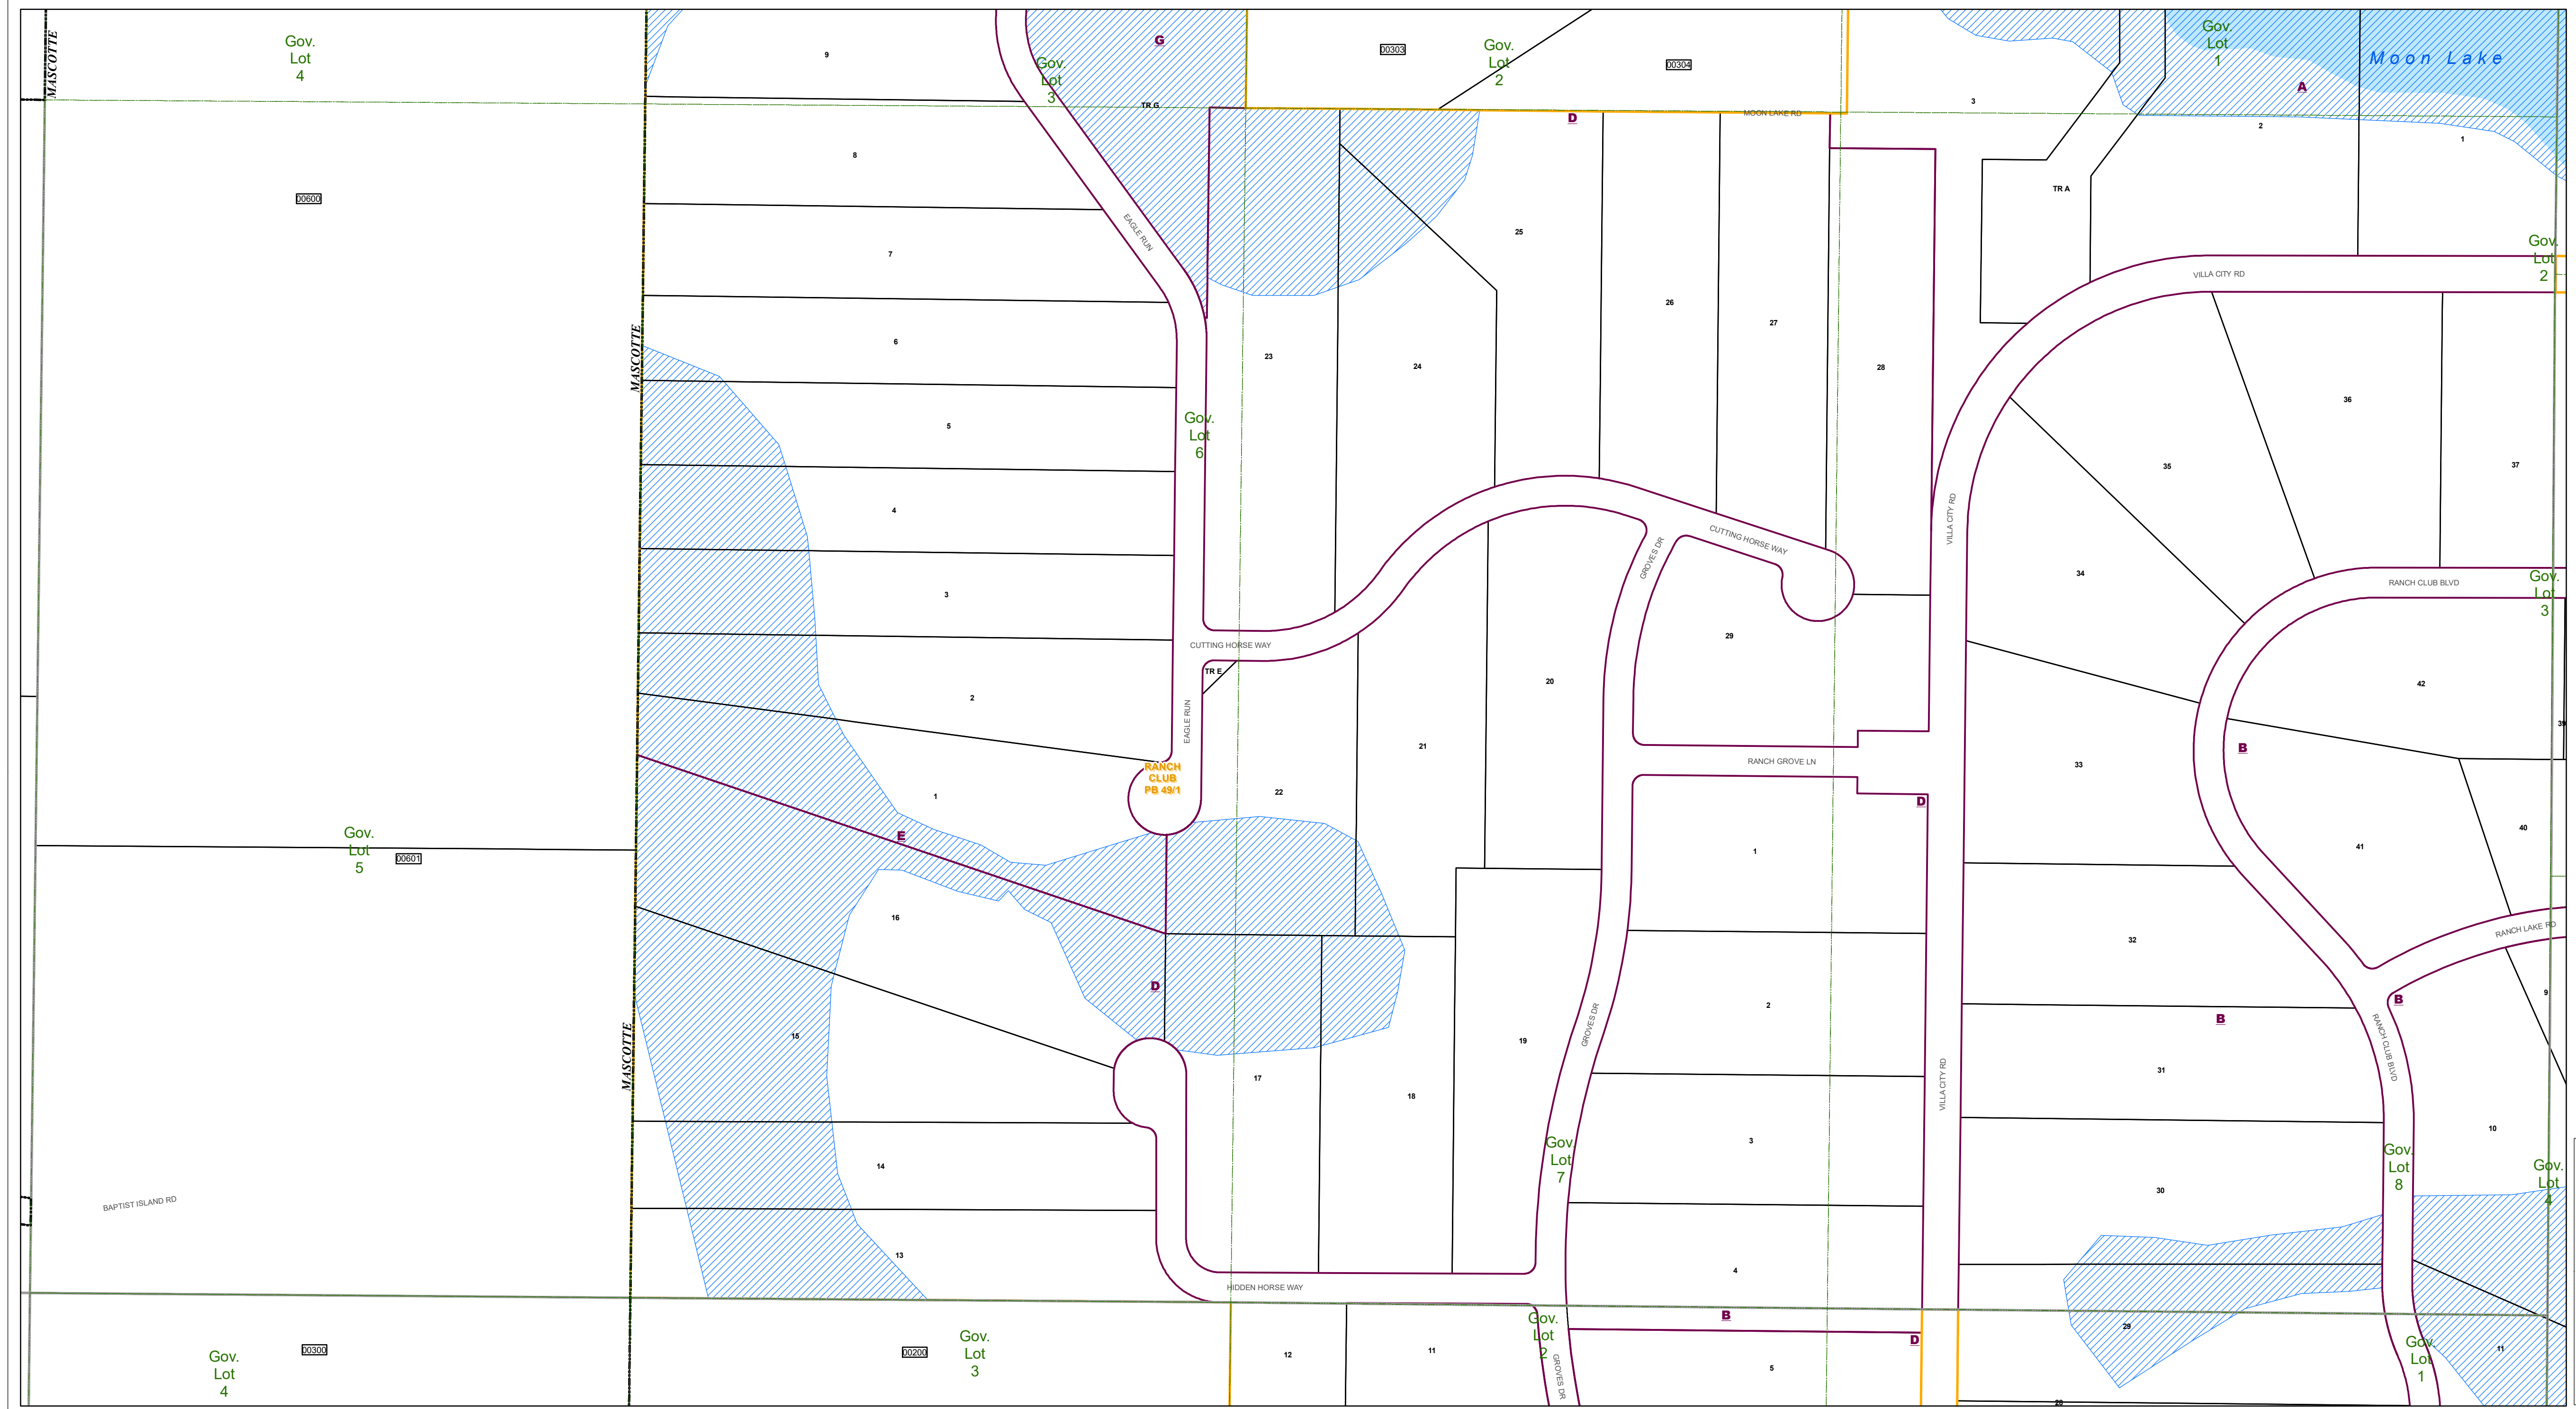 MASCOTTE
Gov.
Lot
4
9
G
Gov.
Lot
3
TR G
00303
Gov.
Lot
2
00304
MOON LAKE RD
D
3
Gov.
Lot
1
Moon Lake
A
2
1
8
00600
TR A
EAGLE RUN
7
25
VILLA CITY RD
Gov.
Lot
2
26
27
MASCOTTE
6
23
24
28
36
5
Gov.
Lot
6
35
37
4
VILLA CITY RD
CUTTING HORSE WAY
GROVES DR
34
RANCH CLUB BLVD
Gov.
Lot
3
3
29
CUTTING HORSE WAY
TR E
2
20
42
EAGLE RUN
39
21
RANCH GROVE LN
33
B
RANCH
CLUB
PB 49/1
1
22
D
E
Gov.
Lot
5
00601
1
41
40
16
32
RANCH LAKE RD
D
2
B
9
B
15
19
GROVES DR
RANCH CLUB BLVD
MASCOTTE
17
18
VILLA CITY RD
31
10
3
Gov.
Lot
7
Gov.
Lot
8
Gov.
Lot
4
14
30
BAPTIST ISLAND RD
13
4
HIDDEN HORSE WAY
B
Gov.
Lot
2
D
29
00300
Gov.
Lot
4
00200
Gov.
Lot
3
12
11
GROVES DR
5
Gov.
Lot
1
11
28